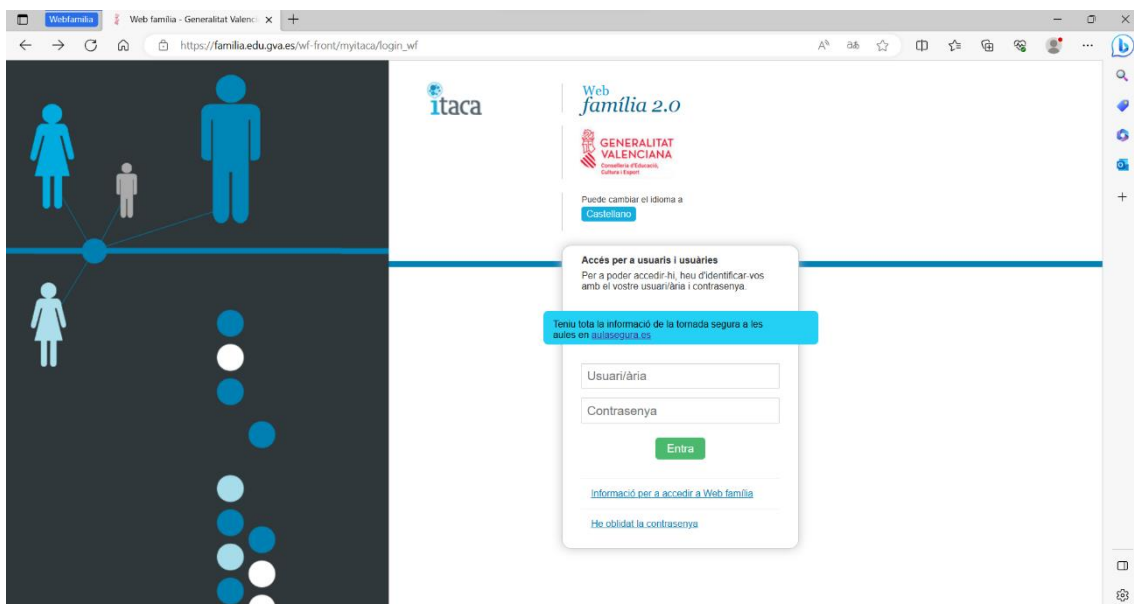 Webfamilia
Web família - Generalitat Valenci
https://familia.edu.gva.es/wf-front/myitaca/login_wf
itaca
Web
família 2.0
GENERALITAT
VALENCIANA
Conselleria d'Educació,
Cultura i Esport
Puede cambiar el idioma a
Castellano
Accés per a usuaris i usuàries
Per a poder accedir-hi, heu d'identificar-vos
amb el vostre usuari/ària i contrasenya.
Teniu tota la informació de la tornada segura a les
aules en aulasegura.es
Usuari/ària
Contrasenya
Entra
Informació per a accedir a Web família
He oblidat la contrasenya